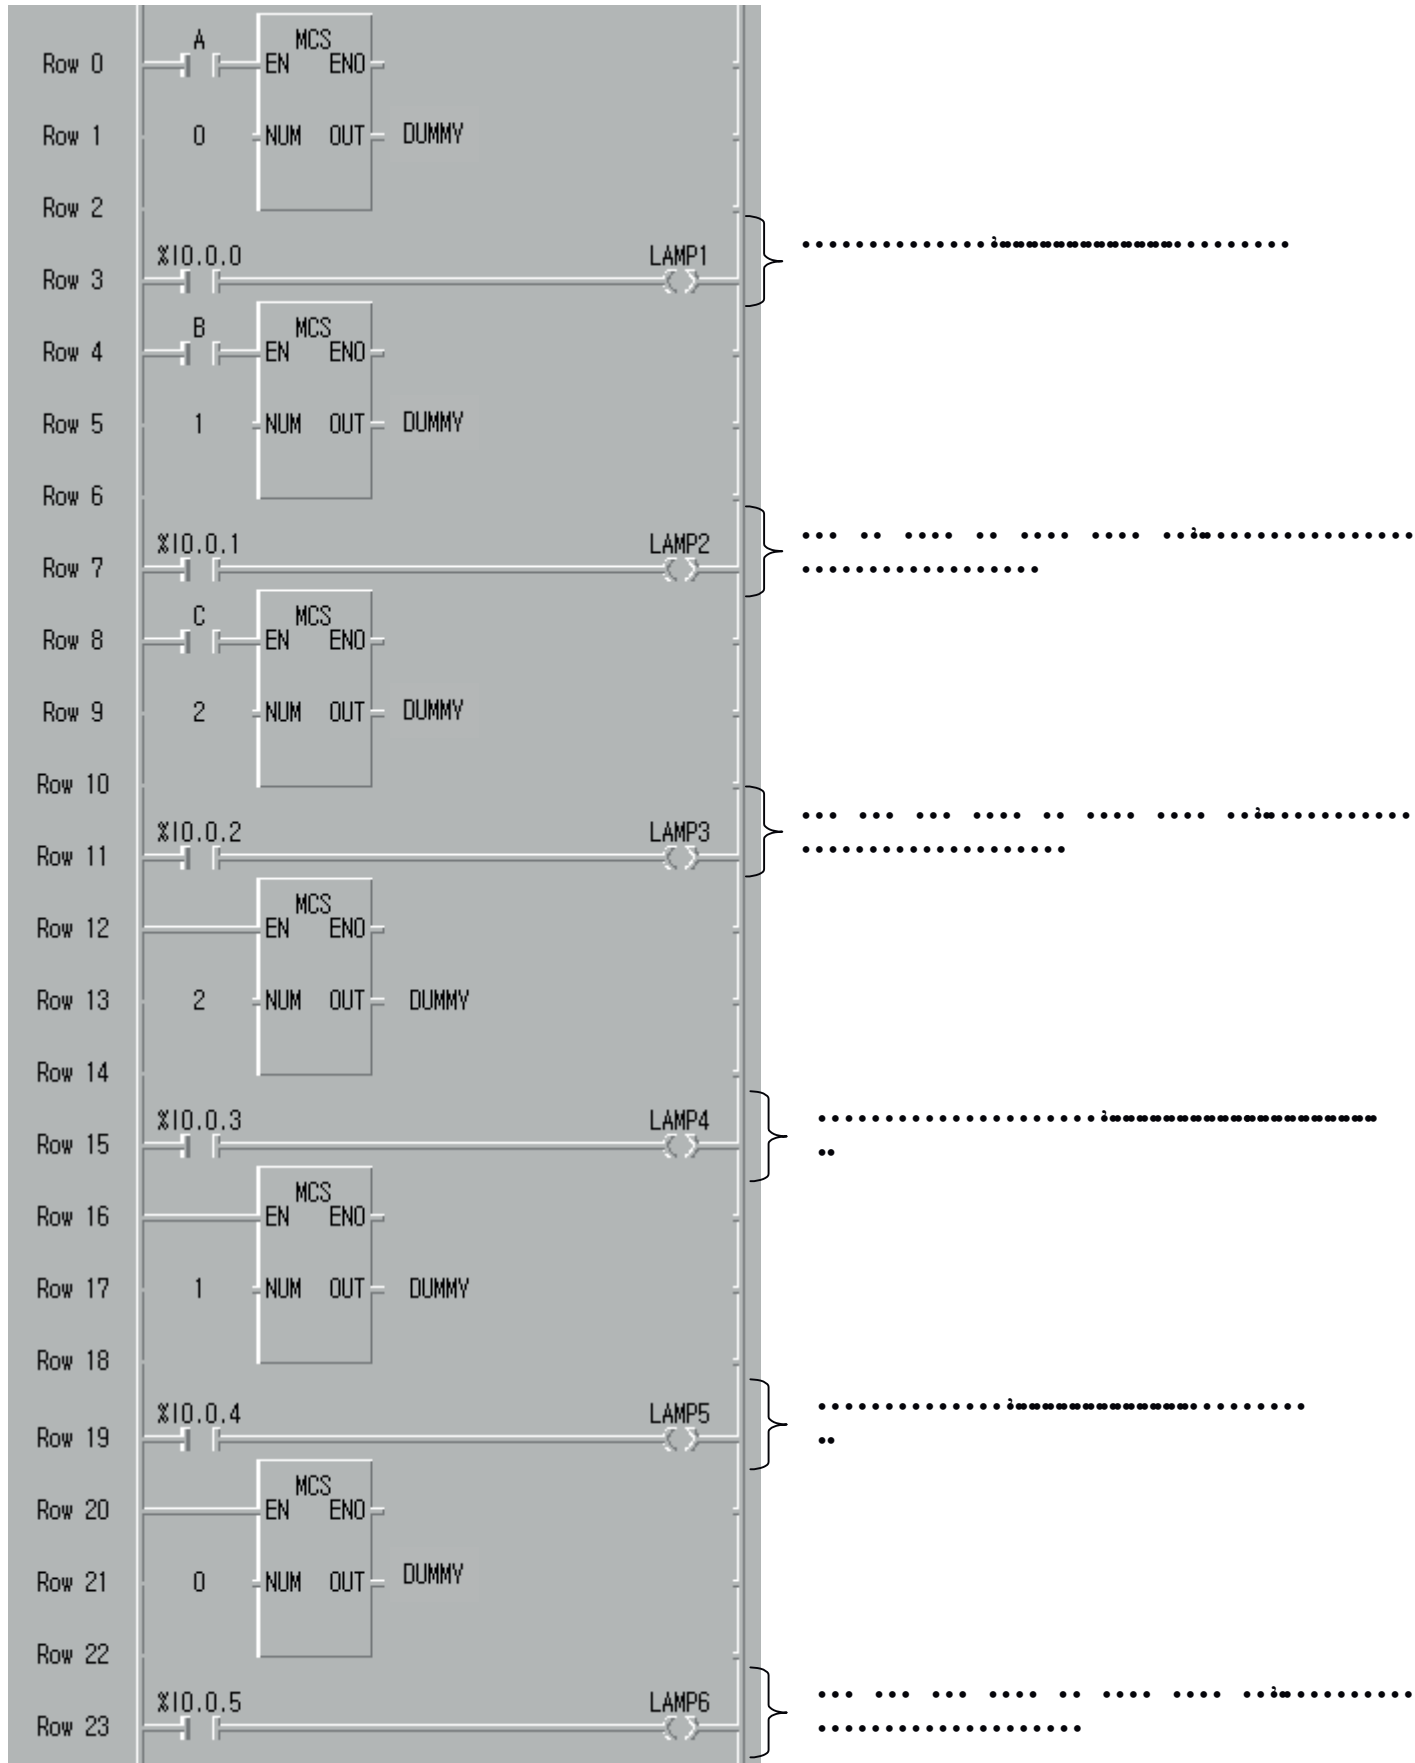 A
MCS
Row 0 EN ENO
Row 1 0 NUM OUT DUMMY
Row 2
%I0.0.0 LAMP1
Row 3
B MCS
Row 4 EN ENO
Row 5 1 NUM OUT DUMMY
Row 6
%I0.0.1 LAMP2
Row 7
C MCS
Row 8 EN ENO
Row 9 2 NUM OUT DUMMY
Row 10
%I0.0.2 LAMP3
Row 11
MCS
Row 12 EN ENO
Row 13 2 NUM OUT DUMMY
Row 14
%I0.0.3 LAMP4
Row 15
MCS
Row 16 EN ENO
Row 17 1 NUM OUT DUMMY
Row 18
%I0.0.4 LAMP5
Row 19
MCS
Row 20 EN ENO
Row 21 0 NUM OUT DUMMY
Row 22
%I0.0.5 LAMP6
Row 23